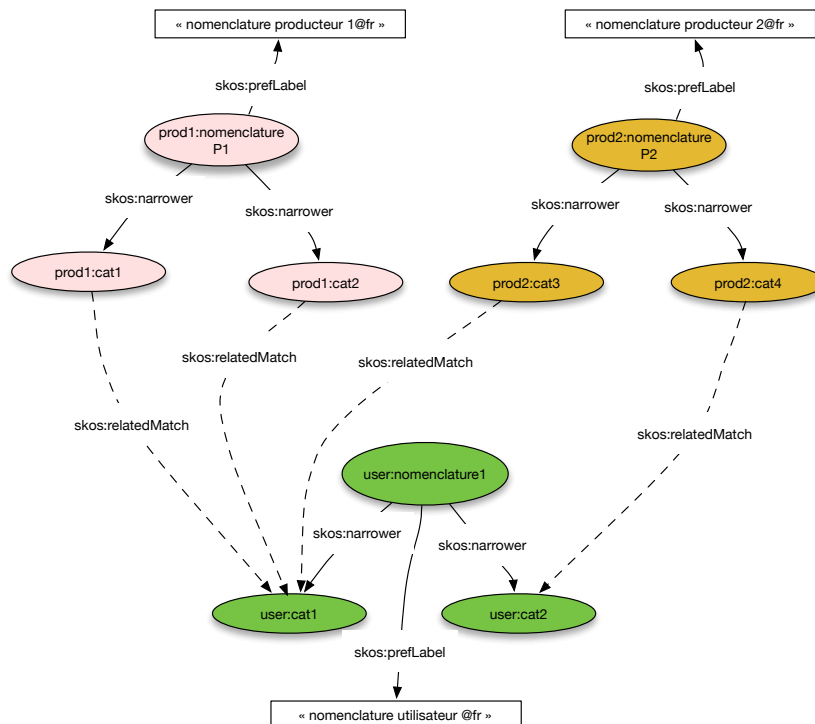 « nomenclature producteur 1@fr »
« nomenclature producteur 2@fr »
skos:prefLabel
skos:prefLabel
prod1:nomenclature
P1
prod2:nomenclature
P2
skos:narrower
skos:narrower
skos:narrower
skos:narrower
prod1:cat1
prod1:cat2
prod2:cat3
prod2:cat4
skos:relatedMatch
skos:relatedMatch
skos:relatedMatch
skos:relatedMatch
user:nomenclature1
skos:narrower
skos:narrower
user:cat1
user:cat2
skos:prefLabel
« nomenclature utilisateur @fr »